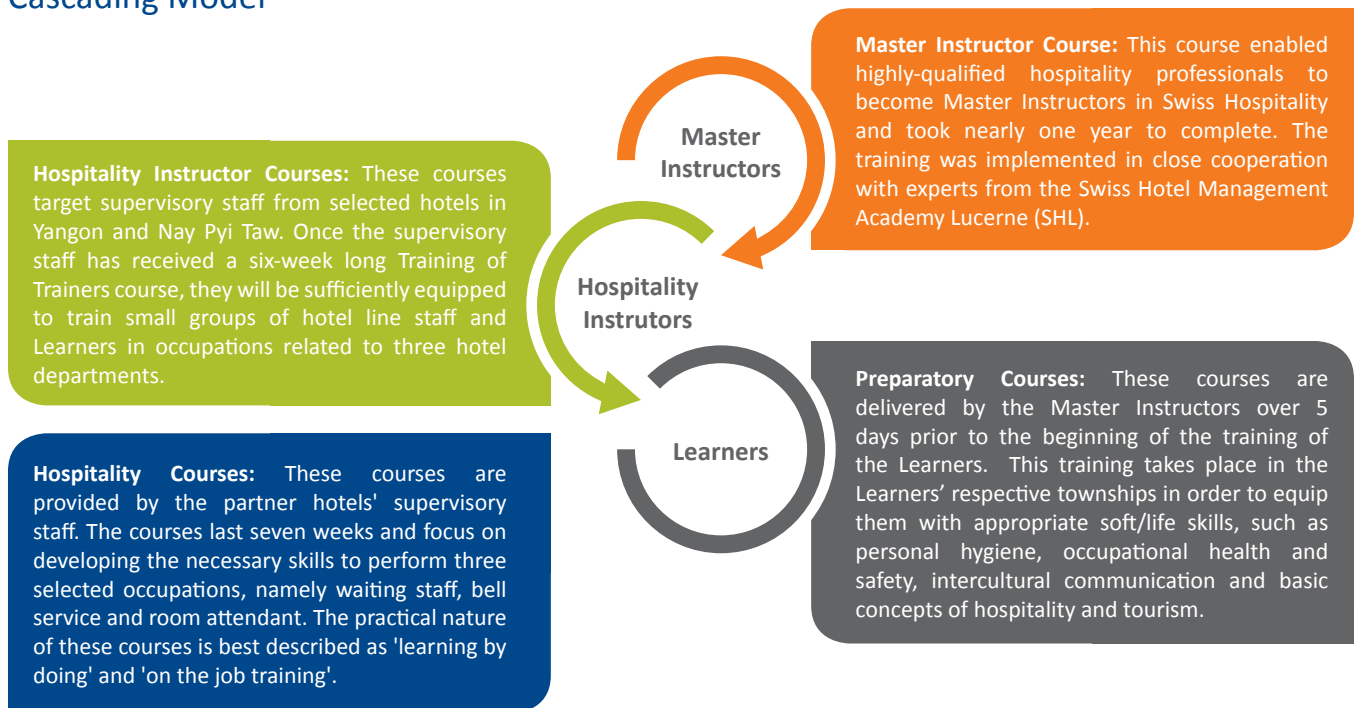 Cascading Model
Master Instructor Course: This course enabled
highly-qualified hospitality professionals to
become Master Instructors in Swiss Hospitality
and took nearly one year to complete. The
training was implemented in close cooperation
with experts from the Swiss Hotel Management
Academy Lucerne (SHL).
Master
Instructors
Hospitality Instructor Courses: These courses
target supervisory staff from selected hotels in
Yangon and Nay Pyi Taw. Once the supervisory
staff has received a six-week long Training of
Trainers course, they will be sufficiently equipped
to train small groups of hotel line staff and
Learners in occupations related to three hotel
departments.
Hospitality
Instrutors
Preparatory Courses: These courses are
delivered by the Master Instructors over 5
days prior to the beginning of the training of
the Learners. This training takes place in the
Learners’ respective townships in order to equip
them with appropriate soft/life skills, such as
personal hygiene, occupational health and
safety, intercultural communication and basic
concepts of hospitality and tourism.
Learners
Hospitality Courses: These courses are
provided by the partner hotels' supervisory
staff. The courses last seven weeks and focus on
developing the necessary skills to perform three
selected occupations, namely waiting staff, bell
service and room attendant. The practical nature
of these courses is best described as 'learning by
doing' and 'on the job training'.